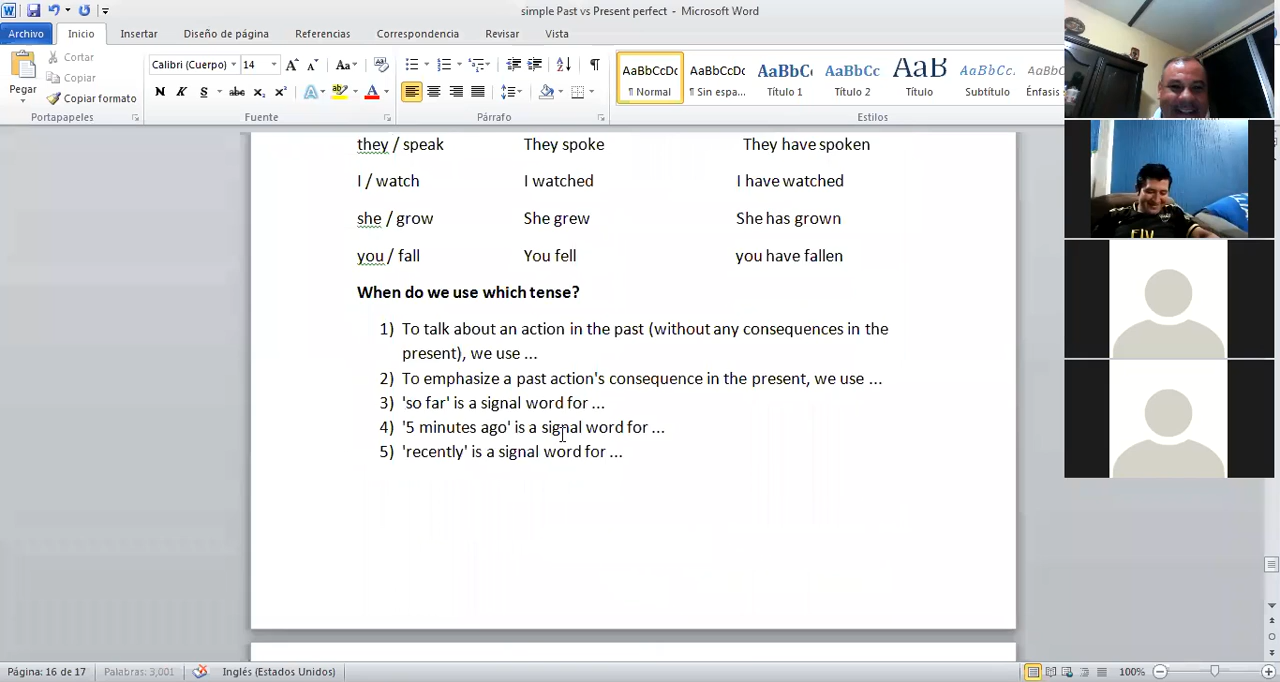 simple Past vs Present perfect - Microsoft Word
Archivo Inicio Insertar Diseño de página Referencias Correspondencia Revisar Vista
Pegar
Cortar
Copiar
Copiar formato
Portapapeles
Calibri (Cuerpo) 14
N K S abc x₂ x²
Fuente
Párrafo
AaBbCcDc AaBbCcDc AaBbC AaBbCc AaB AaBbCc. AaBbC
¶ Normal ¶ Sin espa... Título 1 Título 2 Título Subtítulo Énfasis
Estilos
they / speak They spoke They have spoken
I / watch I watched I have watched
she / grow She grew She has grown
you / fall You fell you have fallen
When do we use which tense?
1) To talk about an action in the past (without any consequences in the
present), we use ...
2) To emphasize a past action's consequence in the present, we use ...
3) 'so far' is a signal word for ...
4) '5 minutes ago' is a signal word for ...
5) 'recently' is a signal word for ...
Página: 16 de 17 Palabras: 3,001 Inglés (Estados Unidos) 100%